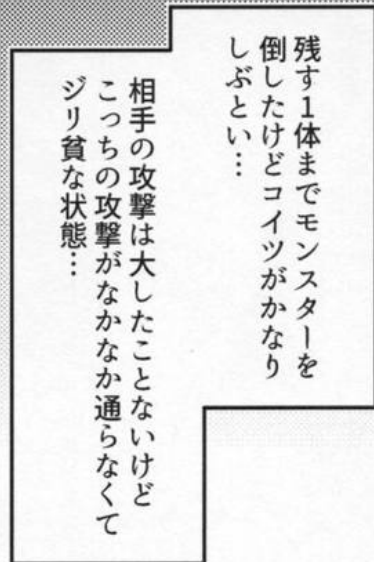 残す1体までモンスターを
倒したけどコイツがかなり
しぶとい…
相手の攻撃は大したことないけど
こっちの攻撃がなかなか通らなくて
ジリ貧な状態…